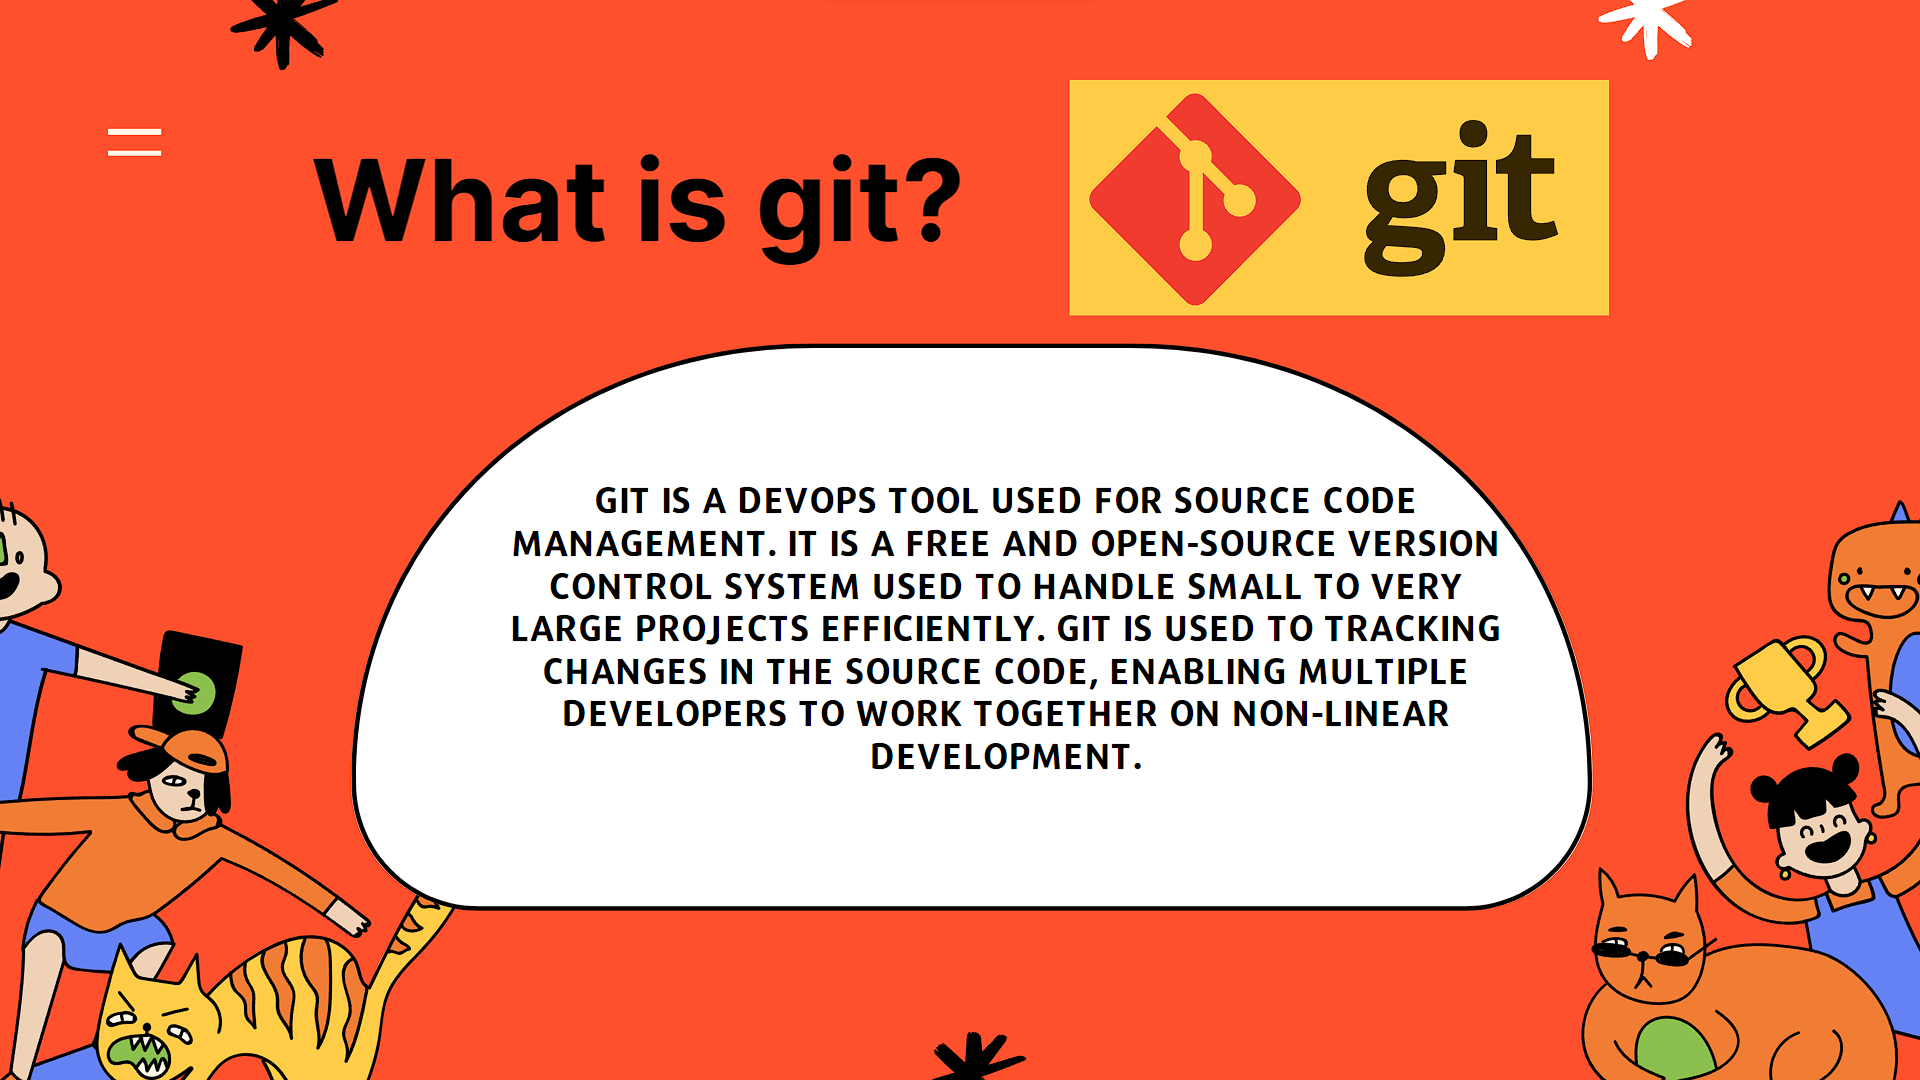 What is git?
git
GIT IS A DEVOPS TOOL USED FOR SOURCE CODE
MANAGEMENT. IT IS A FREE AND OPEN-SOURCE VERSION
CONTROL SYSTEM USED TO HANDLE SMALL TO VERY
LARGE PROJECTS EFFICIENTLY. GIT IS USED TO TRACKING
CHANGES IN THE SOURCE CODE, ENABLING MULTIPLE
DEVELOPERS TO WORK TOGETHER ON NON-LINEAR
DEVELOPMENT.